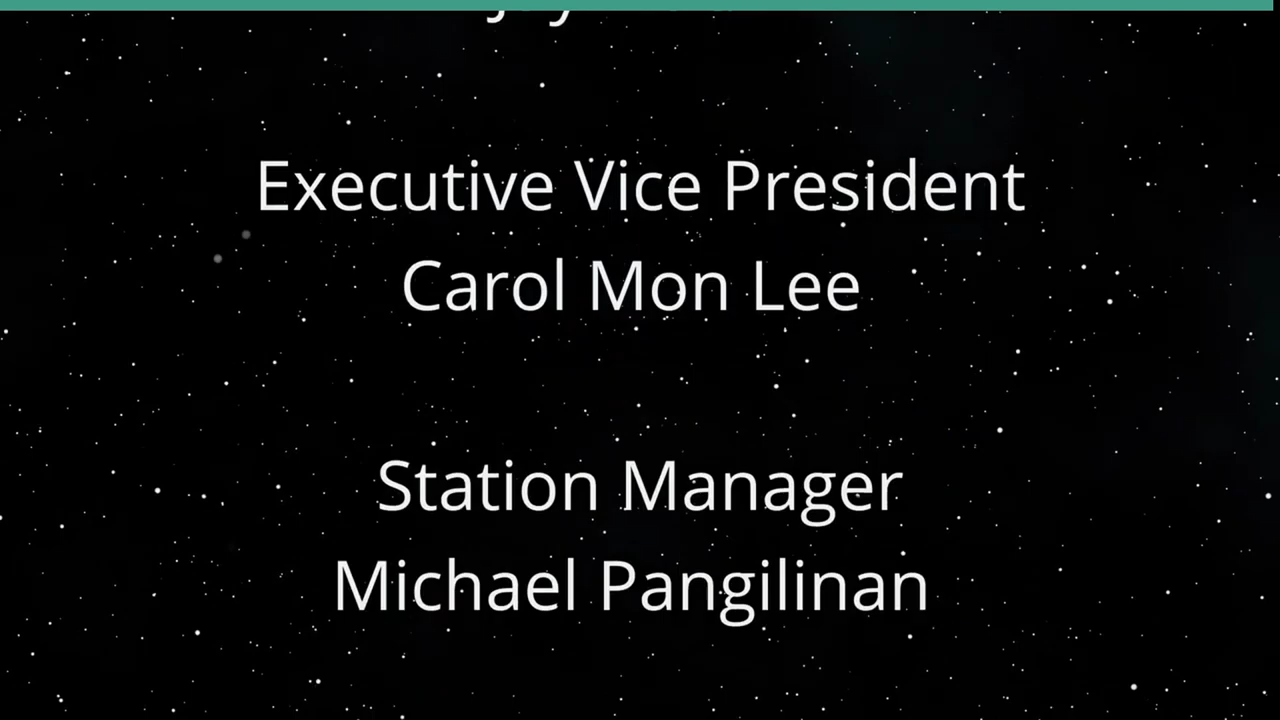 Executive Vice President
Carol Mon Lee
Station Manager
Michael Pangilinan